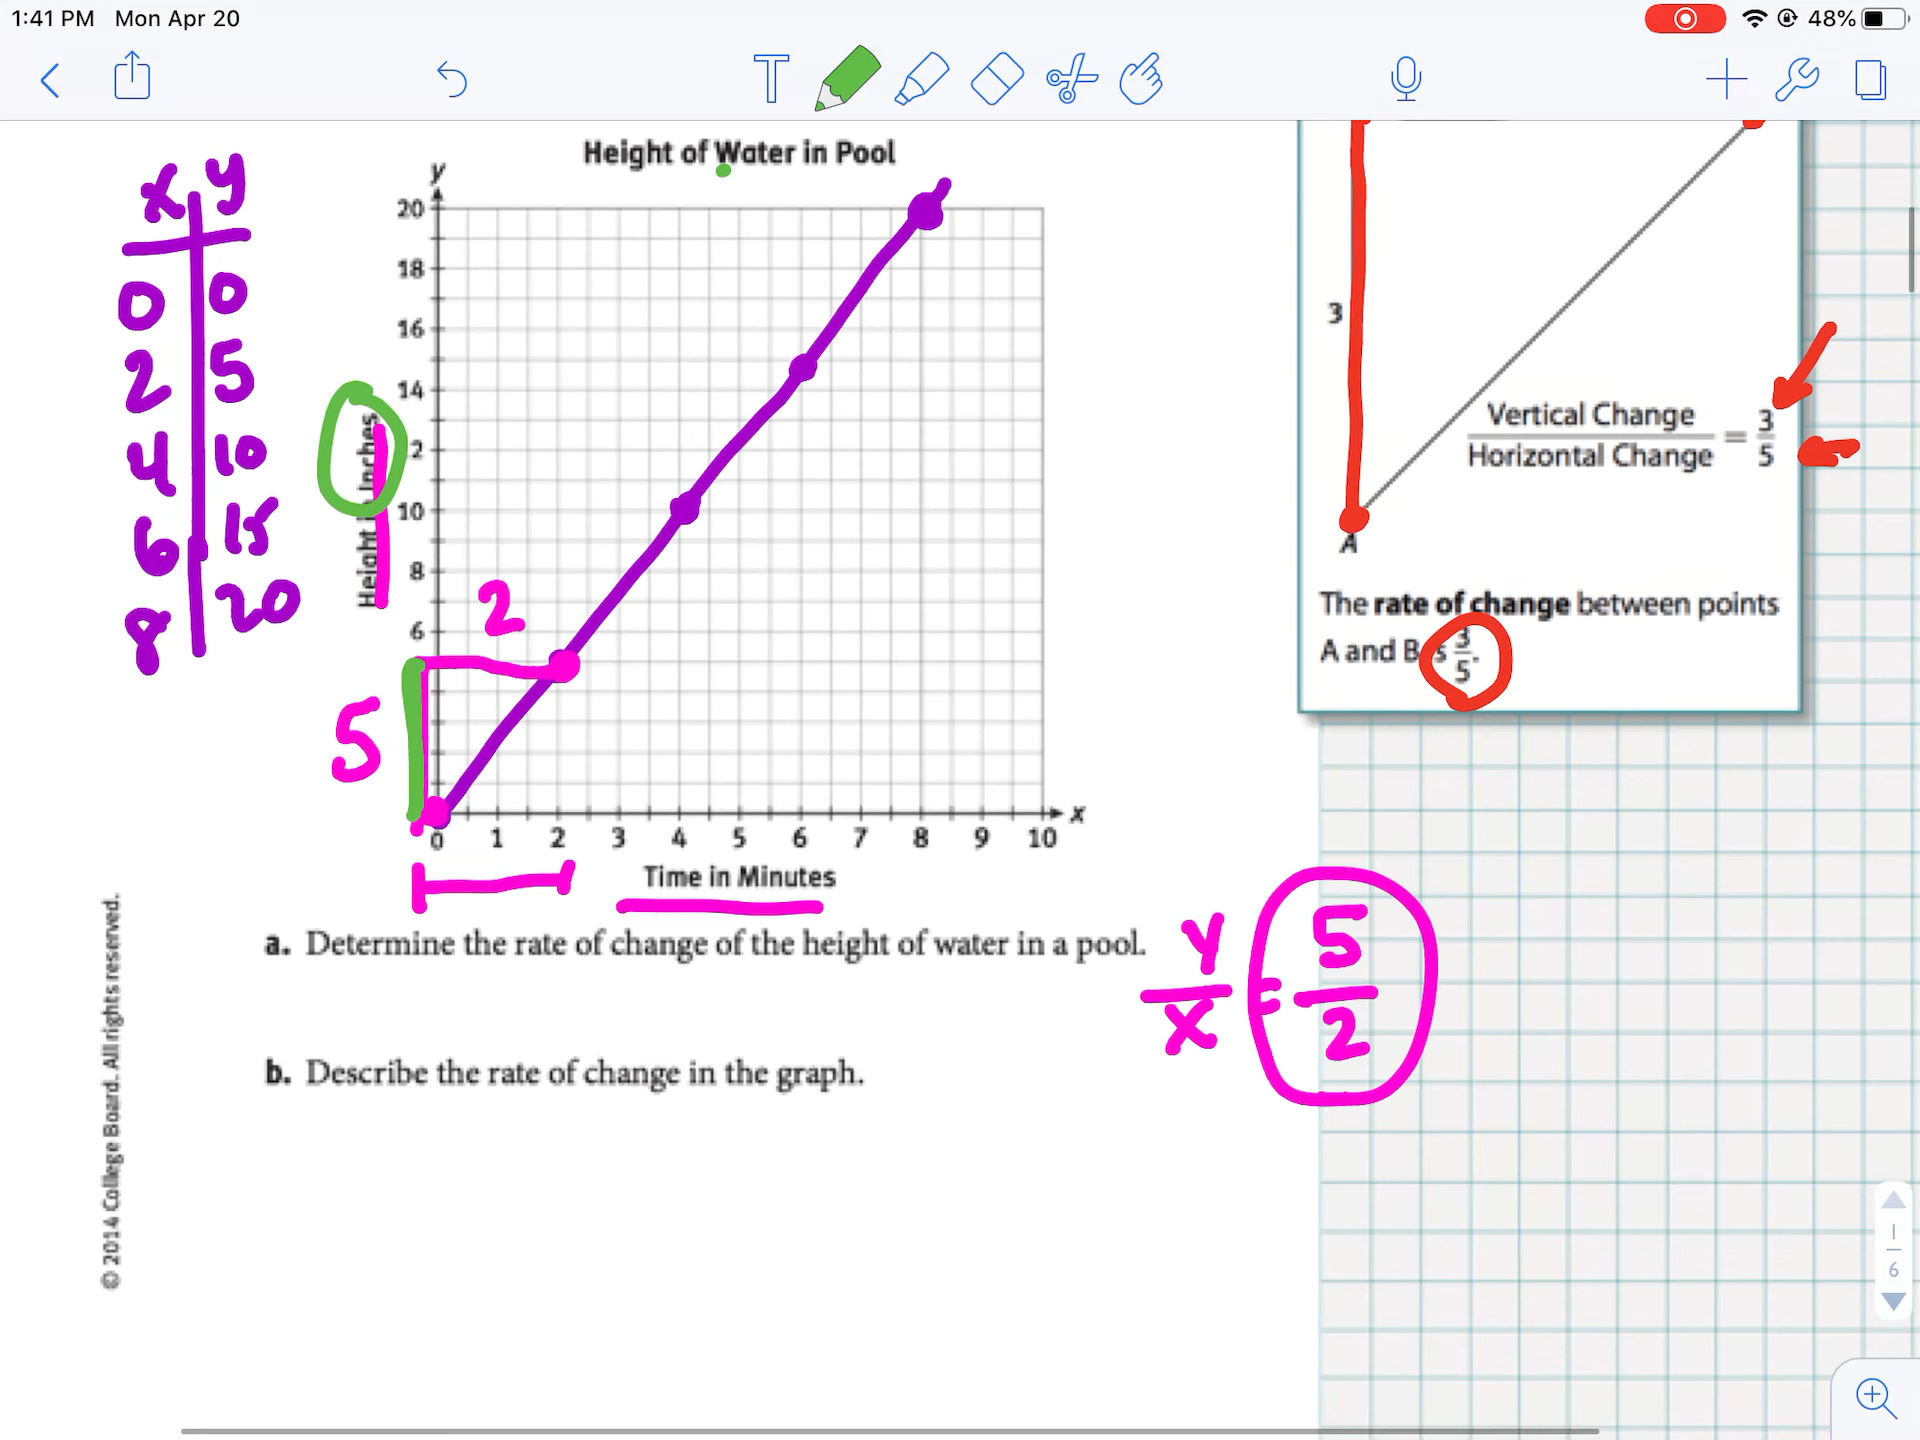 1:41 PM Mon Apr 20
48%
T
Height of Water in Pool
x y
0 0
2 5
4 10
6 15
8 20
y
20
18
16
14
12
10
8
6
0 1 2 3 4 5 6 7 8 9 10 x
Height in Inches
Time in Minutes
2
5
3
A
Vertical Change
Horizontal Change
= 3
5
The rate of change between points
A and B is 3/5.
a. Determine the rate of change of the height of water in a pool.
y/x = 5/2
b. Describe the rate of change in the graph.
© 2014 College Board. All rights reserved.
1
6